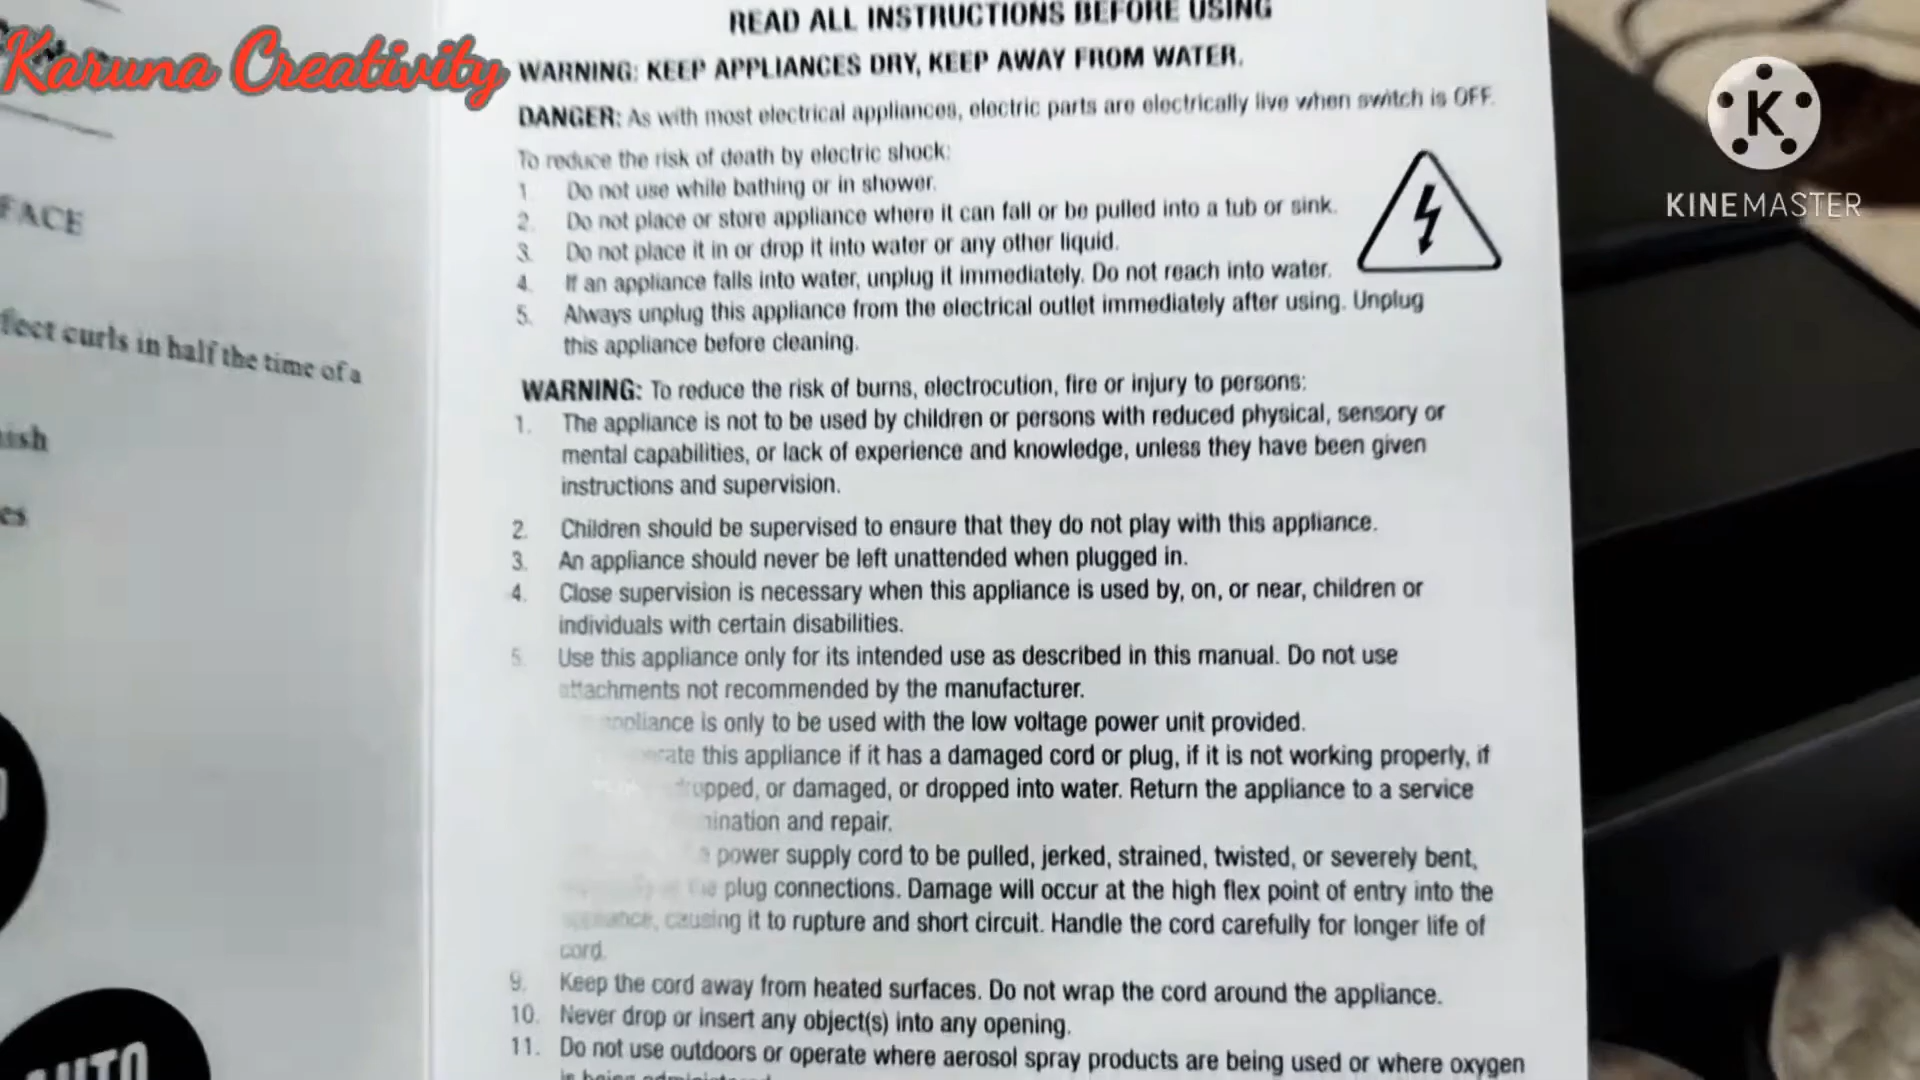 Karuna Creativity
K
KINEMASTER
FACE
fect curls in half the time of a
nish
es
AUTO
READ ALL INSTRUCTIONS BEFORE USING
WARNING: KEEP APPLIANCES DRY, KEEP AWAY FROM WATER.
DANGER: As with most electrical appliances, electric parts are electrically live when switch is OFF.
To reduce the risk of death by electric shock:
1. Do not use while bathing or in shower.
2. Do not place or store appliance where it can fall or be pulled into a tub or sink.
3. Do not place it in or drop it into water or any other liquid.
4. If an appliance falls into water, unplug it immediately. Do not reach into water.
5. Always unplug this appliance from the electrical outlet immediately after using. Unplug
this appliance before cleaning.
WARNING: To reduce the risk of burns, electrocution, fire or injury to persons:
1. The appliance is not to be used by children or persons with reduced physical, sensory or
mental capabilities, or lack of experience and knowledge, unless they have been given
instructions and supervision.
2. Children should be supervised to ensure that they do not play with this appliance.
3. An appliance should never be left unattended when plugged in.
4. Close supervision is necessary when this appliance is used by, on, or near, children or
individuals with certain disabilities.
5. Use this appliance only for its intended use as described in this manual. Do not use
attachments not recommended by the manufacturer.
appliance is only to be used with the low voltage power unit provided.
erate this appliance if it has a damaged cord or plug, if it is not working properly, if
dropped, or damaged, or dropped into water. Return the appliance to a service
mination and repair.
power supply cord to be pulled, jerked, strained, twisted, or severely bent,
the plug connections. Damage will occur at the high flex point of entry into the
appliance, causing it to rupture and short circuit. Handle the cord carefully for longer life of
cord.
9. Keep the cord away from heated surfaces. Do not wrap the cord around the appliance.
10. Never drop or insert any object(s) into any opening.
11. Do not use outdoors or operate where aerosol spray products are being used or where oxygen